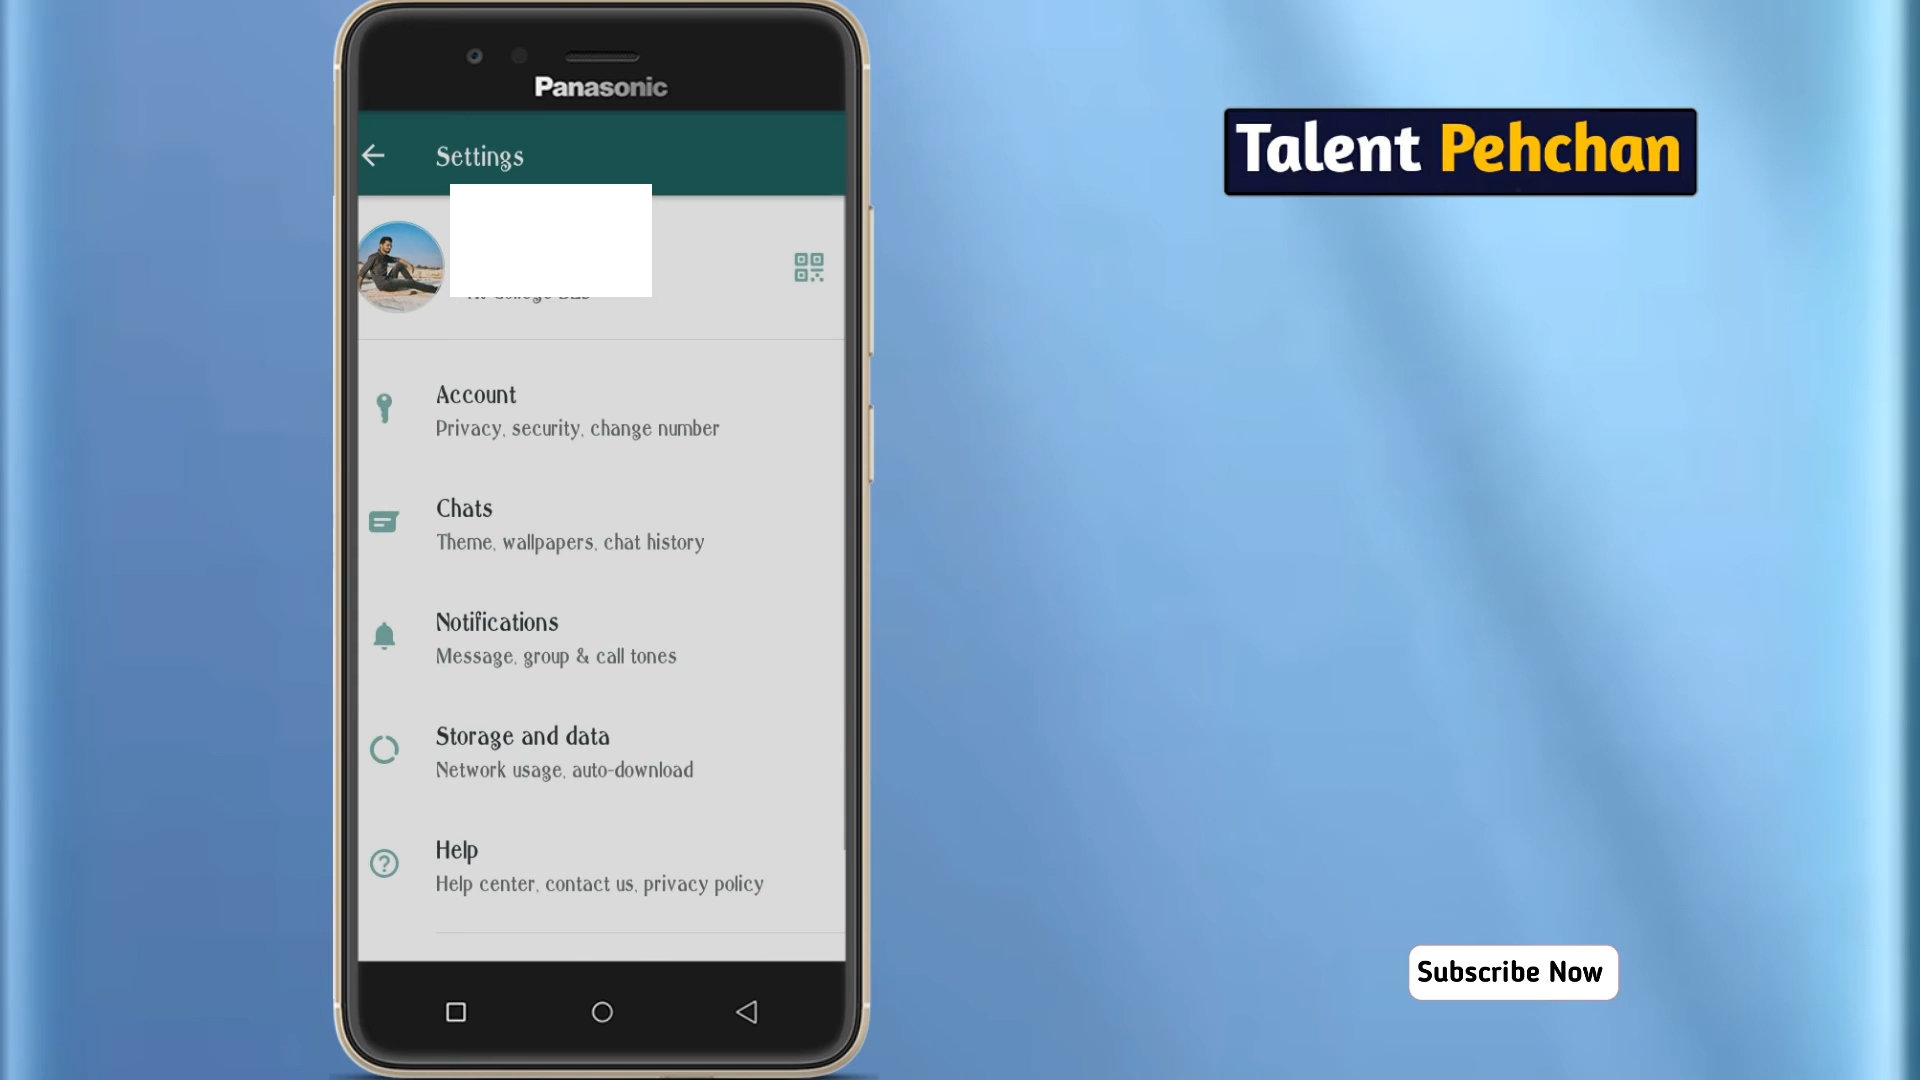 Panasonic
Settings
Account
Privacy, security, change number
Chats
Theme, wallpapers, chat history
Notifications
Message, group & call tones
Storage and data
Network usage, auto-download
Help
Help center, contact us, privacy policy
Talent Pehchan
Subscribe Now